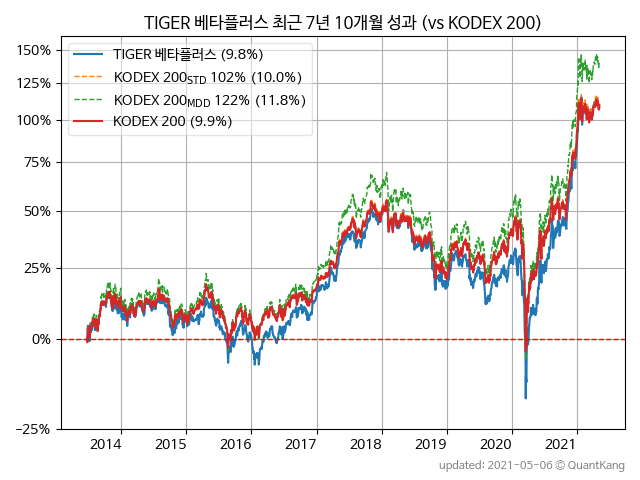 TIGER 베타플러스 최근 7년 10개월 성과 (vs KODEX 200)
150%
125%
100%
75%
50%
25%
0%
-25%
TIGER 베타플러스 (9.8%)
KODEX 200STD 102% (10.0%)
KODEX 200MDD 122% (11.8%)
KODEX 200 (9.9%)
2014 2015 2016 2017 2018 2019 2020 2021
updated: 2021-05-06 © QuantKang